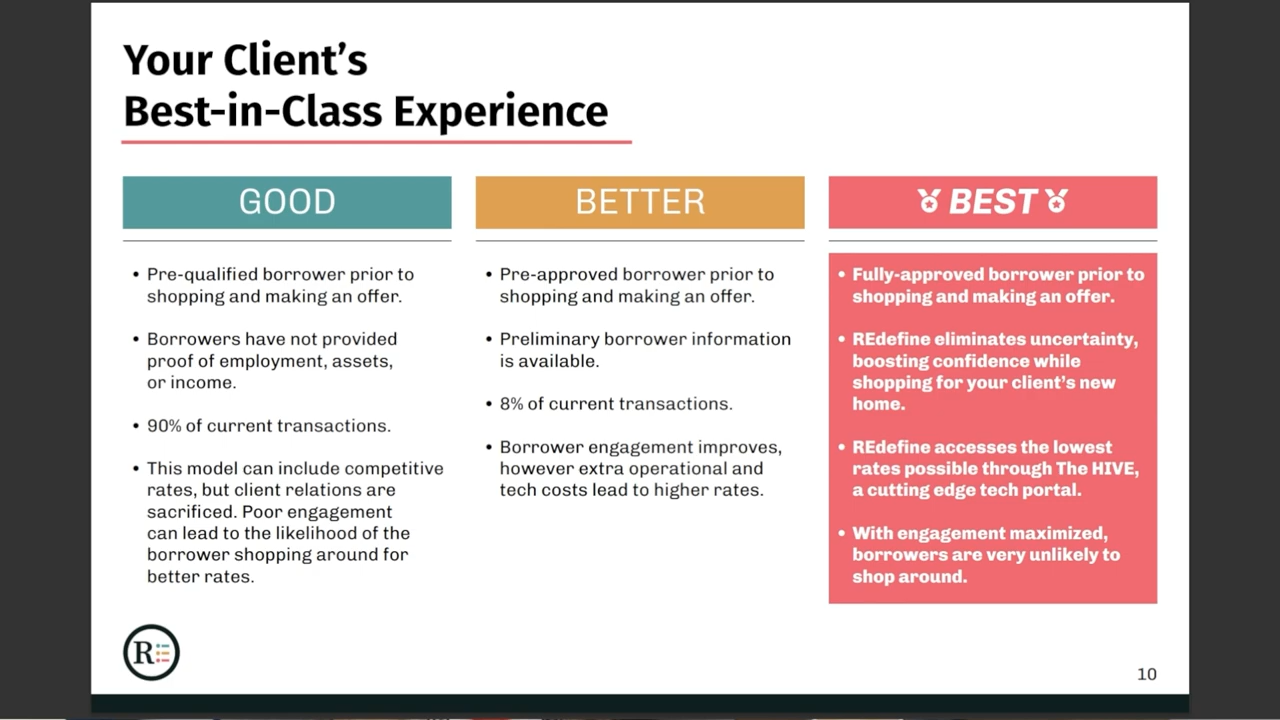 Your Client's
Best-in-Class Experience
GOOD
• Pre-qualified borrower prior to
shopping and making an offer.
• Borrowers have not provided
proof of employment, assets,
or income.
• 90% of current transactions.
• This model can include competitive
rates, but client relations are
sacrificed. Poor engagement
can lead to the likelihood of the
borrower shopping around for
better rates.
BETTER
• Pre-approved borrower prior to
shopping and making an offer.
• Preliminary borrower information
is available.
• 8% of current transactions.
• Borrower engagement improves,
however extra operational and
tech costs lead to higher rates.
BEST
• Fully-approved borrower prior to
shopping and making an offer.
• REdefine eliminates uncertainty,
boosting confidence while
shopping for your client's new
home.
• REdefine accesses the lowest
rates possible through The HIVE,
a cutting edge tech portal.
• With engagement maximized,
borrowers are very unlikely to
shop around.
R
10